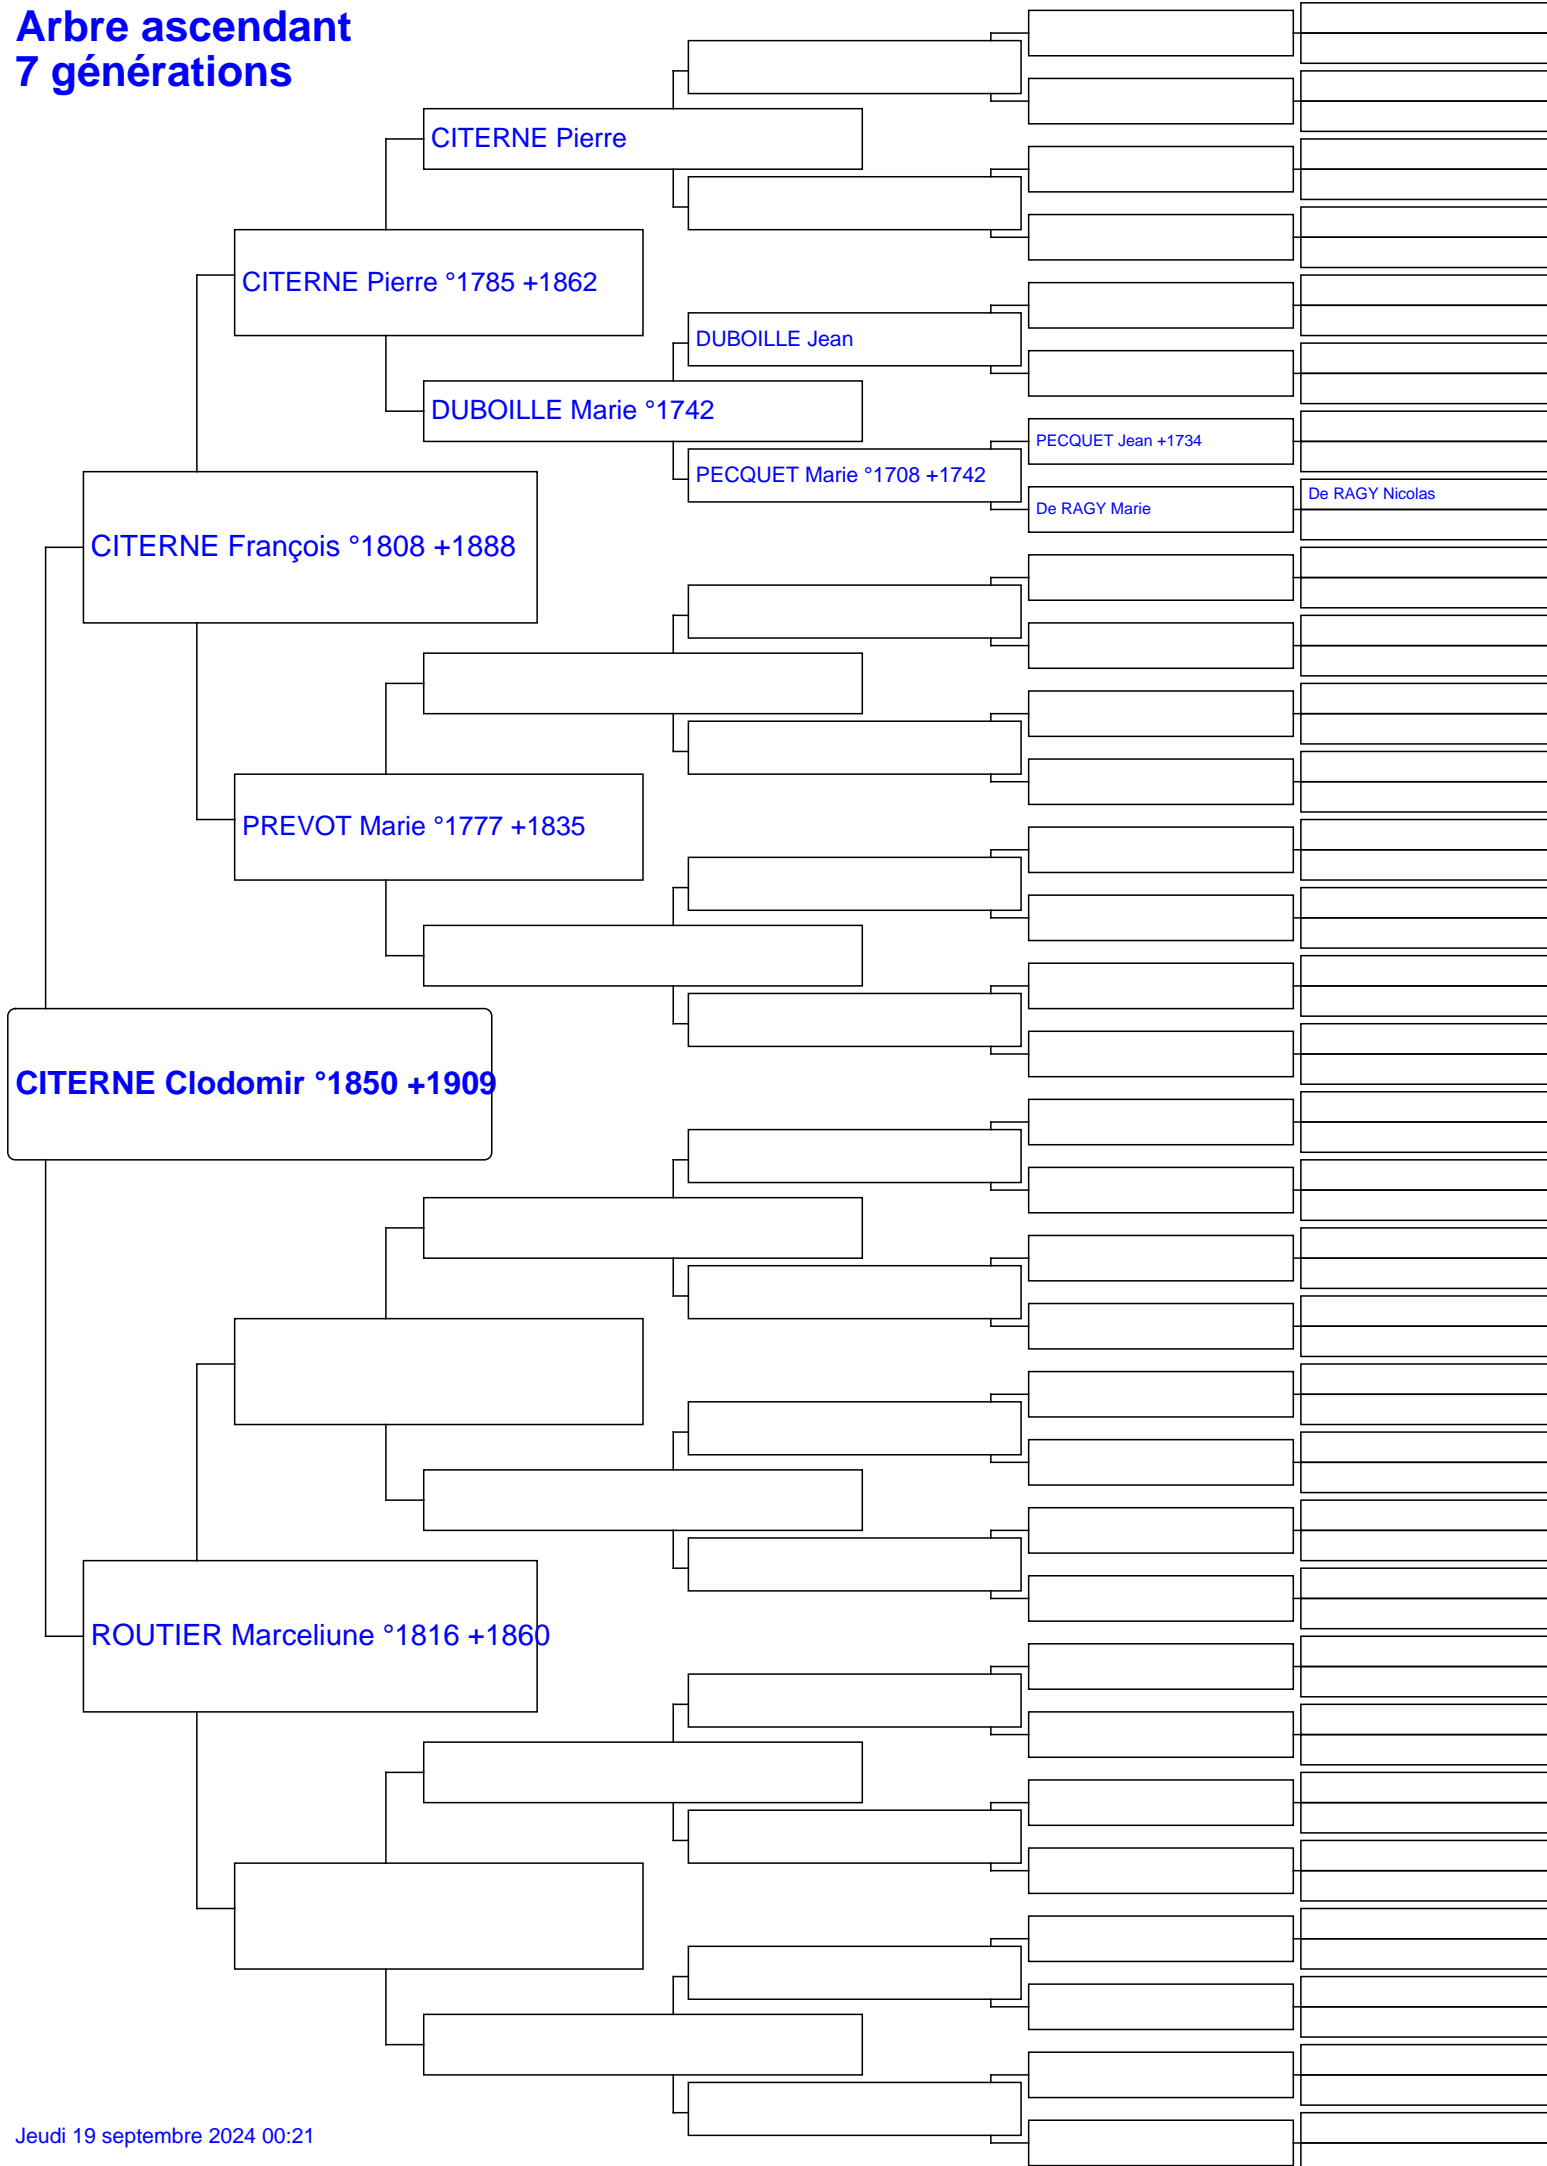 Arbre ascendant
7 générations
CITERNE Pierre
CITERNE Pierre °1785 +1862
DUBOILLE Jean
DUBOILLE Marie °1742
PECQUET Jean +1734
PECQUET Marie °1708 +1742
De RAGY Nicolas
De RAGY Marie
CITERNE François °1808 +1888
PREVOT Marie °1777 +1835
CITERNE Clodomir °1850 +1909
ROUTIER Marceliune °1816 +1860
Jeudi 19 septembre 2024 00:21